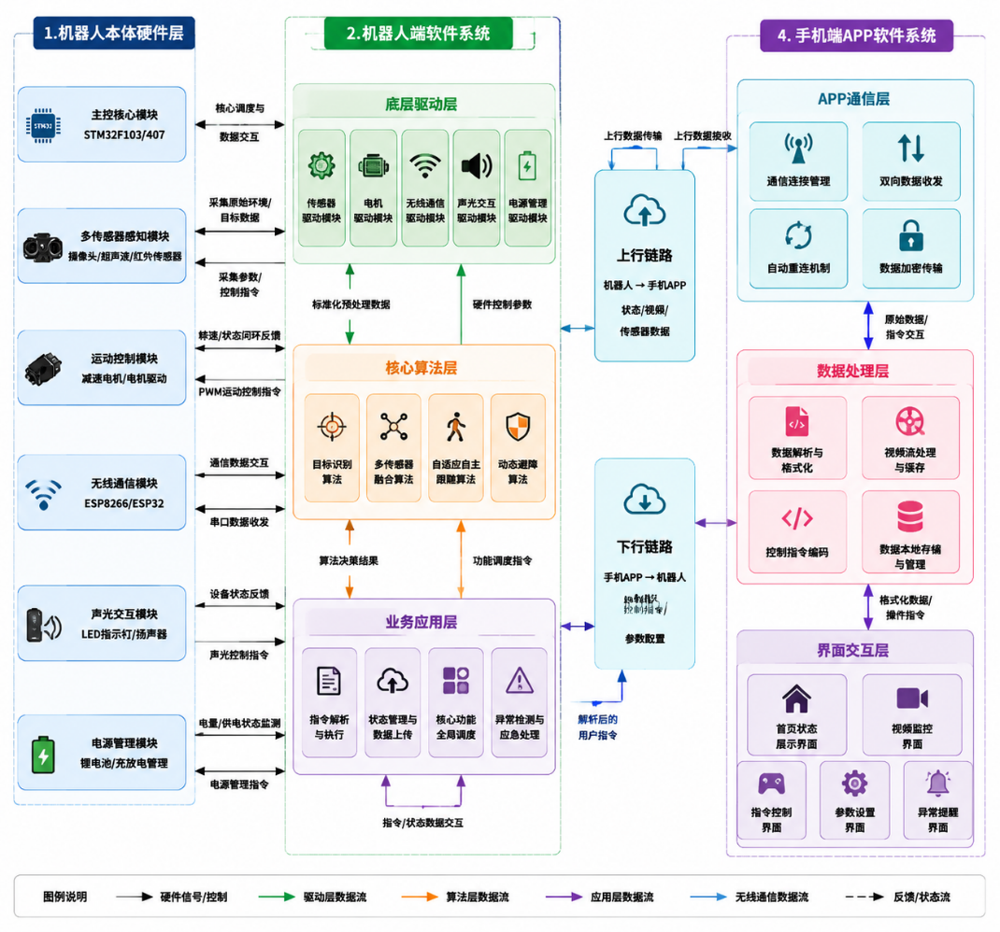 1.机器人本体硬件层
主控核心模块
STM32
STM32F103/407
多传感器感知模块
摄像头/超声液/红外传感器
运动控制模块
减速电机/电机驱动
无线通信模块
ESP8266/ESP32
声光交互模块
LED指示钉/扬声器
电源管理模块
锂电池/充放电管理
核心调度与
数据交互
采集原始环境/
目标数据
采集参数/
控制指令
转速/状态闭环反馈
PWM运动控制指令
通信数据交互
串口数据收发
设备状态反馈
声光控制指令
电量/供电状态监测
电源管理指令
2.机器人端软件系统
底层驱动层
传感器
驱动模块
电机
驱动模块
无线通信
驱动模块
声光交互
驱动模块
电源管理
驱动模块
标准化预处理数据
硬件控制参数
核心算法层
目标识别
算法
多传感器
融合算法
自适应自主
跟随算法
动态避障
算法
算法决策结果
功能调度指令
业务应用层
指令解析
与执行
状态管理与
数据上传
核心功能
全局调度
异常检测与
应急处理
指令/状态数据交互
上行数据传输
上行数据接收
上行链路
机器人 → 手机APP
状态/视频/
传感器数据
下行链路
手机APP → 机器人
参数配置
解析后的
用户指令
4. 手机端APP软件系统
APP通信层
通信连接管理
双向数据收发
自动重连机制
数据加密传输
原始数据/
指令交互
数据处理层
数据解析与
格式化
视频流处理
与缓存
控制指令编码
数据本地存储
与管理
格式化数据/
操件指令
界面交互层
首页状态
展示界面
视频监控
界面
指令控制
界面
参数设置
界面
异常提醒
界面
图例说明
硬件信号/控制
驱动层数据流
算法层数据流
应用层数据流
无线通信数据流
反馈/状态流